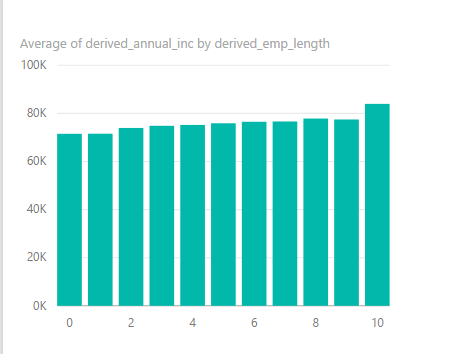 Average of derived_annual_inc by derived_emp_length
100K
80K
60K
40K
20K
0K
0 2 4 6 8 10